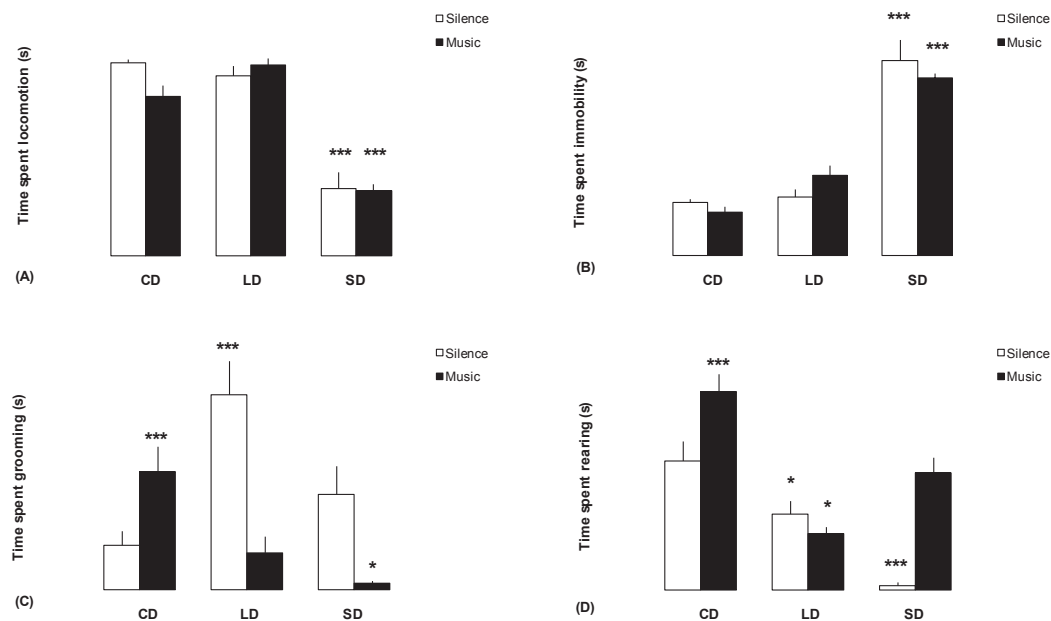 Silence
Music
Time spent locomotion (s)
*** ***
(A)
CD LD SD
Silence
Music
Time spent immobility (s)
***
***
(B)
CD LD SD
Silence
Music
Time spent grooming (s)
***
***
*
(C)
CD LD SD
Silence
Music
Time spent rearing (s)
***
*
*
***
(D)
CD LD SD